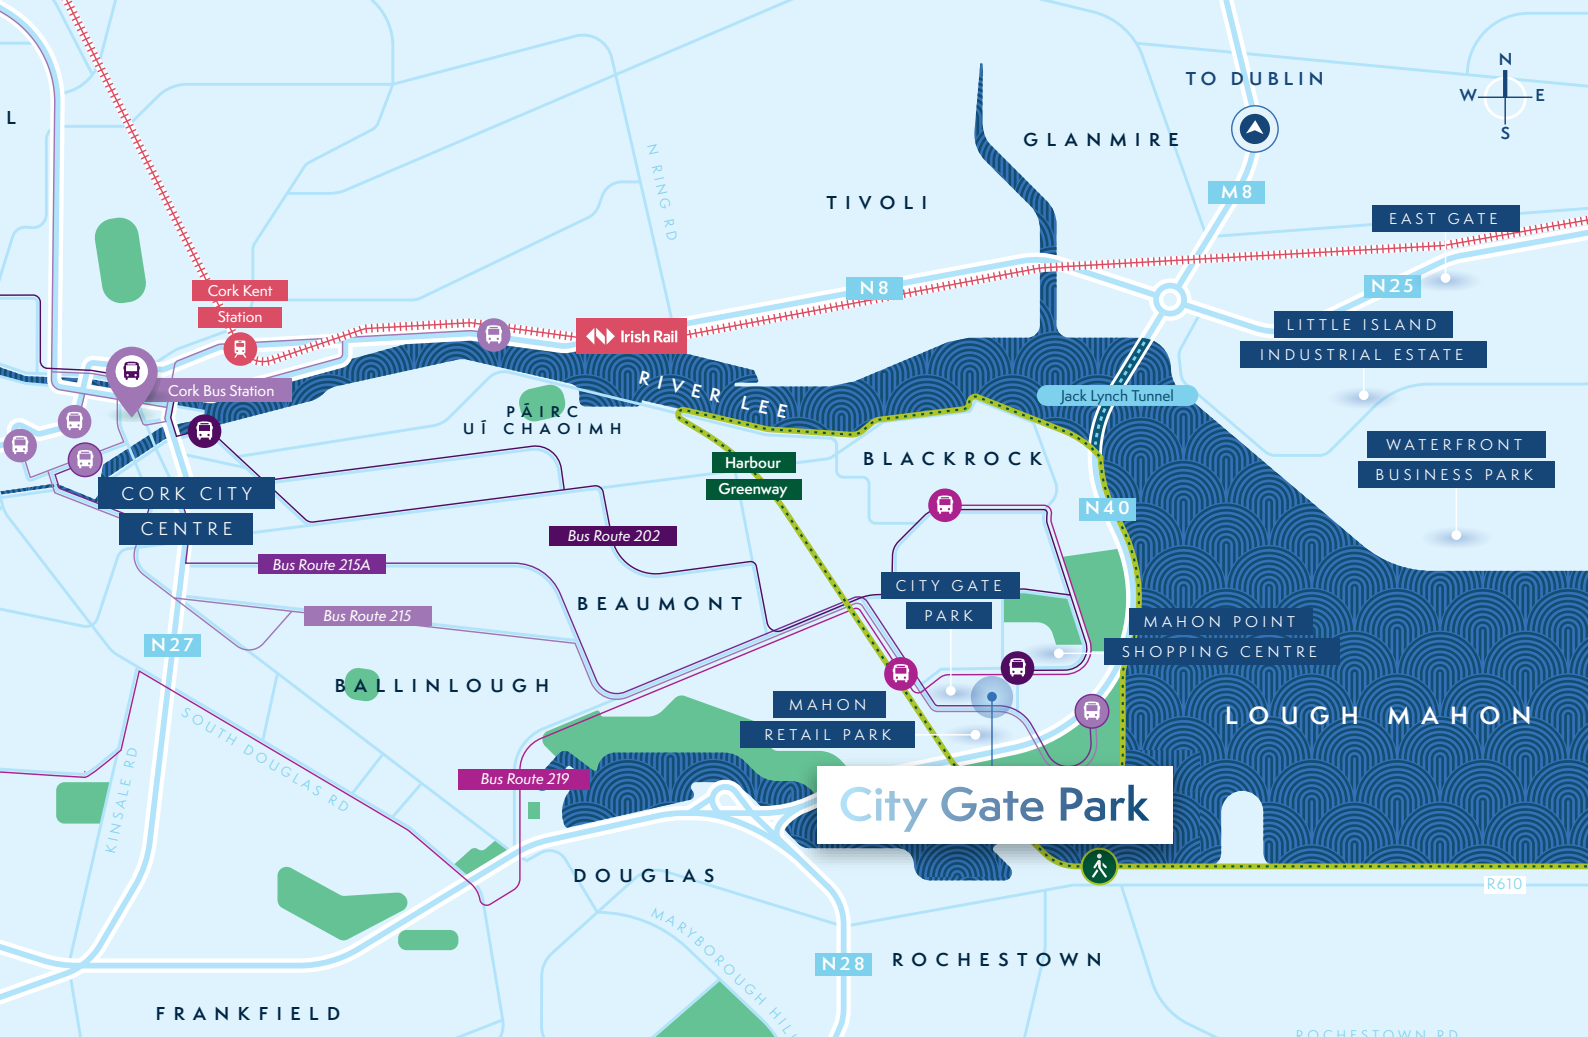 N
W E
S
TO DUBLIN
L
GLANMIRE
N RING RD
M8
TIVOLI
EAST GATE
Cork Kent
Station
N8
N25
Irish Rail
LITTLE ISLAND
INDUSTRIAL ESTATE
Cork Bus Station
RIVER LEE
Jack Lynch Tunnel
PÁIRC
UÍ CHAOIMH
WATERFRONT
BUSINESS PARK
Harbour
Greenway
BLACKROCK
CORK CITY
CENTRE
N40
Bus Route 202
Bus Route 215A
CITY GATE
PARK
BEAUMONT
Bus Route 215
MAHON POINT
SHOPPING CENTRE
N27
BALLINLOUGH
MAHON
RETAIL PARK
LOUGH MAHON
SOUTH DOUGLAS RD
KINSALE RD
Bus Route 219
City Gate Park
DOUGLAS
R610
MARYBOROUGH HILL
N28
ROCHESTOWN
FRANKFIELD
ROCHESTOWN RD